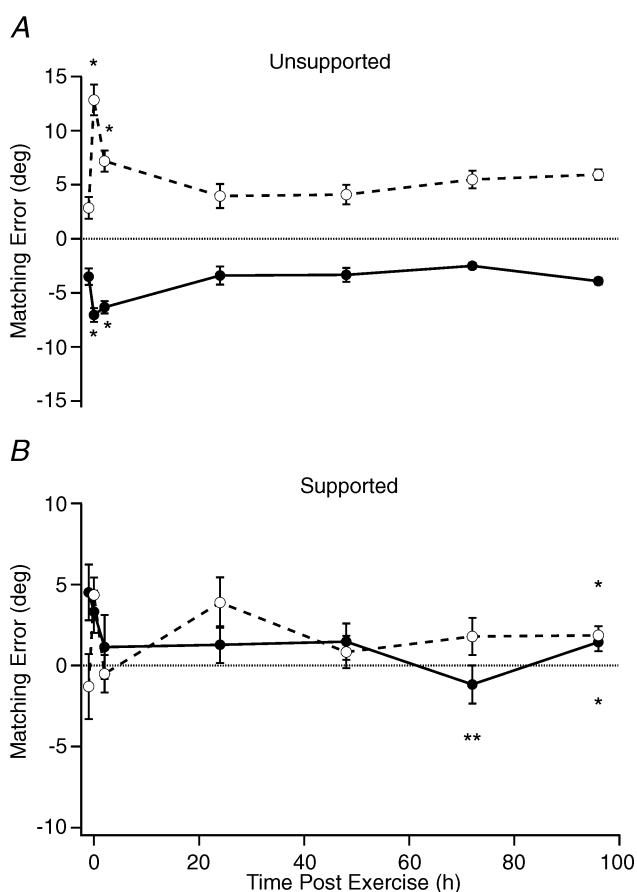 A
Unsupported
Matching Error (deg)
15
10
5
0
-5
-10
-15
*
*
*
*
B
Supported
Matching Error (deg)
10
5
0
-5
-10
*
*
**
0 20 40 60 80 100
Time Post Exercise (h)